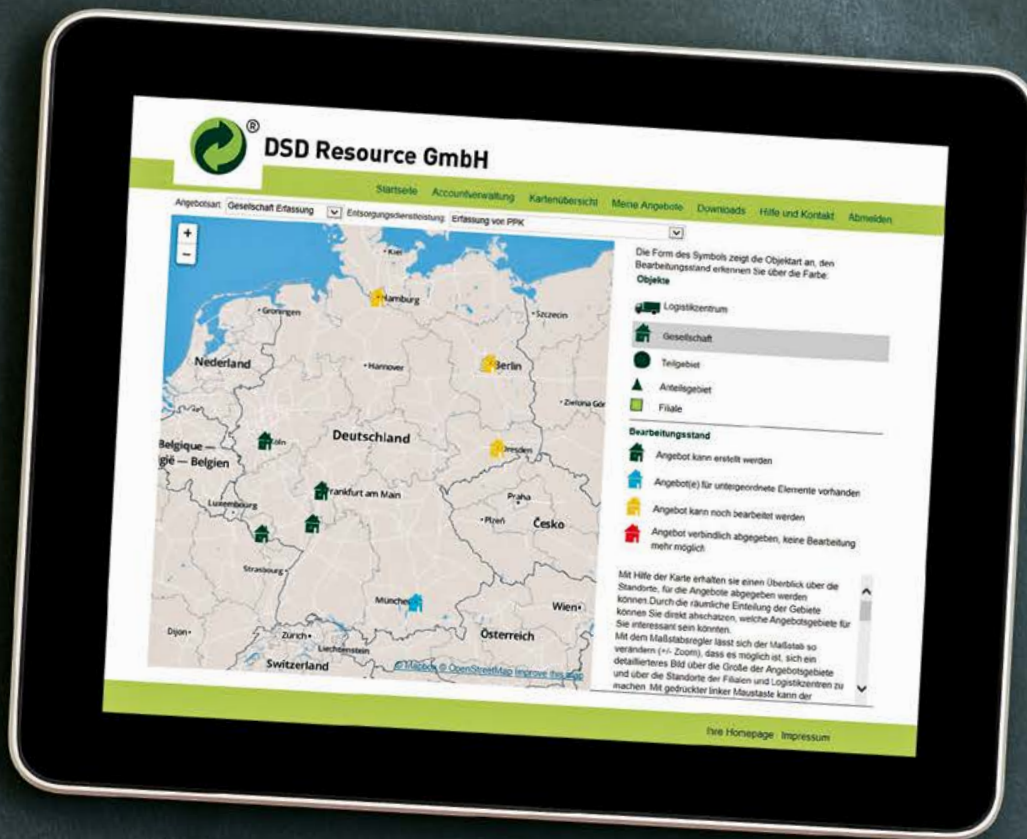 ®
DSD Resource GmbH
Startseite Accountverwaltung Kartenübersicht Meine Angebote Downloads Hilfe und Kontakt Abmelden
Angebotsart: Gesellschaft Erfassung Entsorgungsdienstleistung: Erfassung von PPK
+
−
Kiel
Hamburg
Groningen
Szczecin
Nederland
Hannover
Berlin
Zielona Gór
Deutschland
Köln
Dresden
Belgique —
gië — Belgien
Frankfurt am Main
Luxembourg
Praha
Plzeň
Česko
Strasbourg
München
Wien
Dijon
Zürich
Liechtenstein
Österreich
Switzerland
© Mapbox © OpenStreetMap Improve this map
Die Form des Symbols zeigt die Objektart an, den
Bearbeitungsstand erkennen Sie über die Farbe:
Objekte
Logistikzentrum
Gesellschaft
Teilgebiet
Anteilsgebiet
Filiale
Bearbeitungsstand
Angebot kann erstellt werden
Angebot(e) für untergeordnete Elemente vorhanden
Angebot kann noch bearbeitet werden
Angebot verbindlich abgegeben, keine Bearbeitung
mehr möglich
Mit Hilfe der Karte erhalten sie einen Überblick über die
Standorte, für die Angebote abgegeben werden
können.Durch die räumliche Einteilung der Gebiete
können Sie direkt abschätzen, welche Angebotsgebiete für
Sie interessant sein könnten.
Mit dem Maßstabsregler lässt sich der Maßstab so
verändern (+/- Zoom), dass es möglich ist, sich ein
detaillierteres Bild über die Größe der Angebotsgebiete
und über die Standorte der Filialen und Logistikzentren zu
machen. Mit gedrückter linker Maustaste kann der
Ihre Homepage Impressum